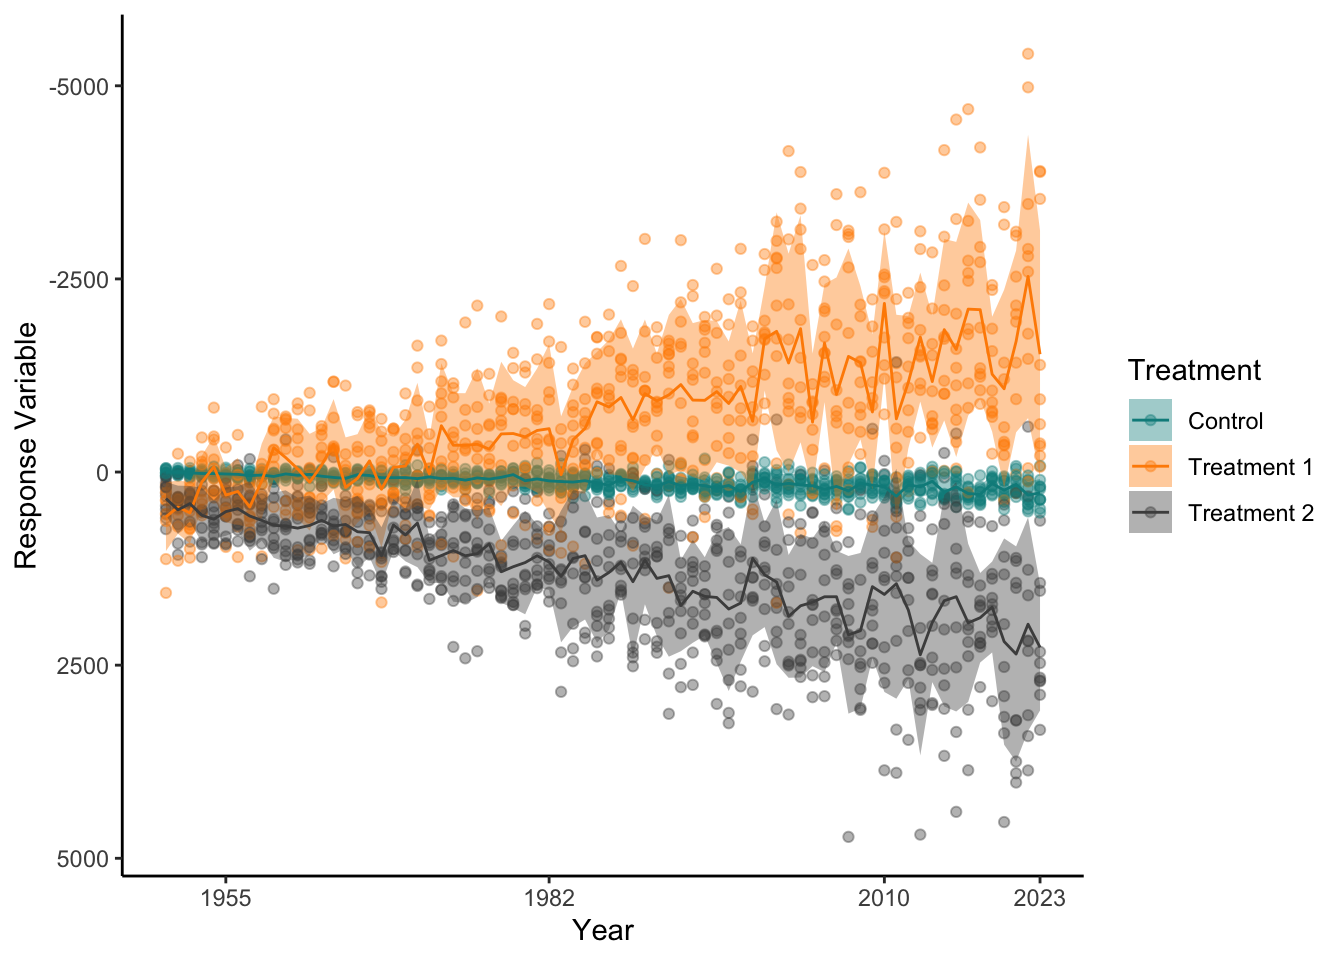 -5000
-2500
0
2500
5000
Response Variable
1955
1982
2010
2023
Year
Treatment
Control
Treatment 1
Treatment 2